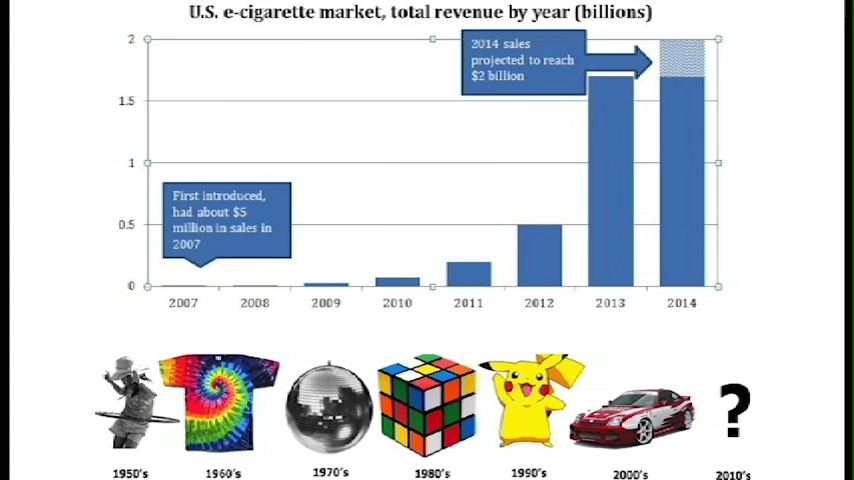 U.S. e-cigarette market, total revenue by year (billions)
2
1.5
1
0.5
0
2014 sales
projected to reach
$2 billion
First introduced,
had about $5
million in sales in
2007
2007 2008 2009 2010 2011 2012 2013 2014
?
1950's 1960's 1970's 1980's 1990's 2000's 2010's